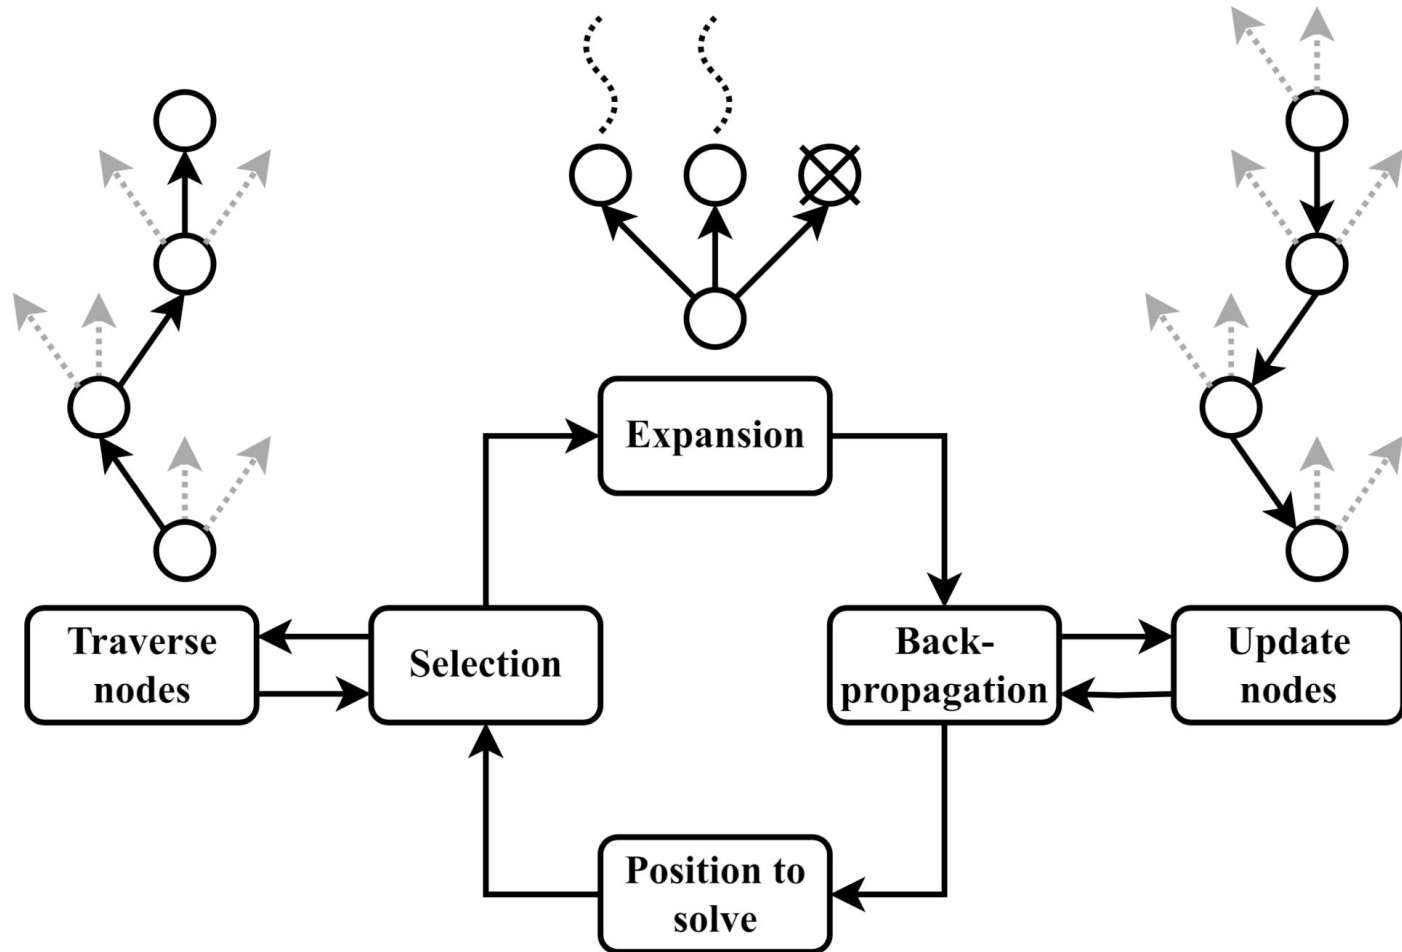 Expansion
Traverse
nodes
Selection
Back-
propagation
Update
nodes
Position to
solve